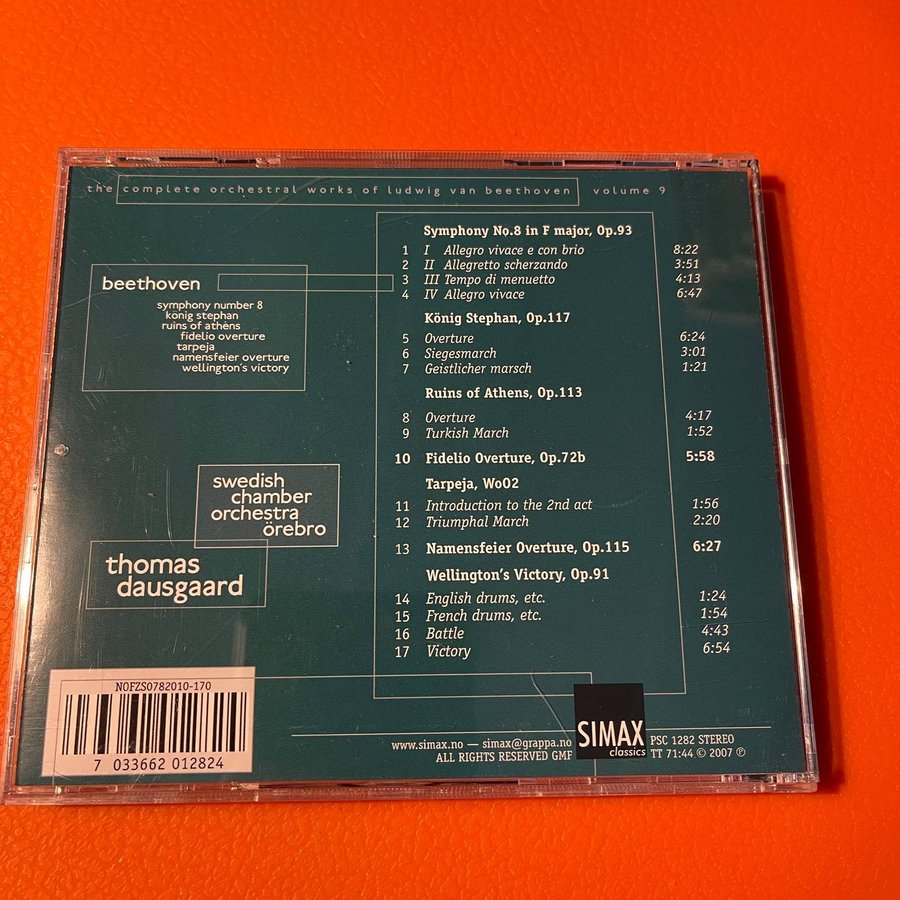 the complete orchestral works of ludwig van beethoven volume 9
beethoven
symphony number 8
könig stephan
ruins of athens
fidelio overture
tarpeja
namensfeier overture
wellington's victory
swedish
chamber
orchestra
örebro
thomas
dausgaard
Symphony No.8 in F major, Op.93
1 I Allegro vivace e con brio 8:22
2 II Allegretto scherzando 3:51
3 III Tempo di menuetto 4:13
4 IV Allegro vivace 6:47
König Stephan, Op.117
5 Overture 6:24
6 Siegesmarch 3:01
7 Geistlicher marsch 1:21
Ruins of Athens, Op.113
8 Overture 4:17
9 Turkish March 1:52
10 Fidelio Overture, Op.72b 5:58
Tarpeja, WoO2
11 Introduction to the 2nd act 1:56
12 Triumphal March 2:20
13 Namensfeier Overture, Op.115 6:27
Wellington's Victory, Op.91
14 English drums, etc. 1:24
15 French drums, etc. 1:54
16 Battle 4:43
17 Victory 6:54
NOFZS0782010-170
7 033662 012824
www.simax.no — simax@grappa.no
ALL RIGHTS RESERVED GMF
SIMAX
classics
PSC 1282 STEREO
TT 71:44 © 2007 ℗